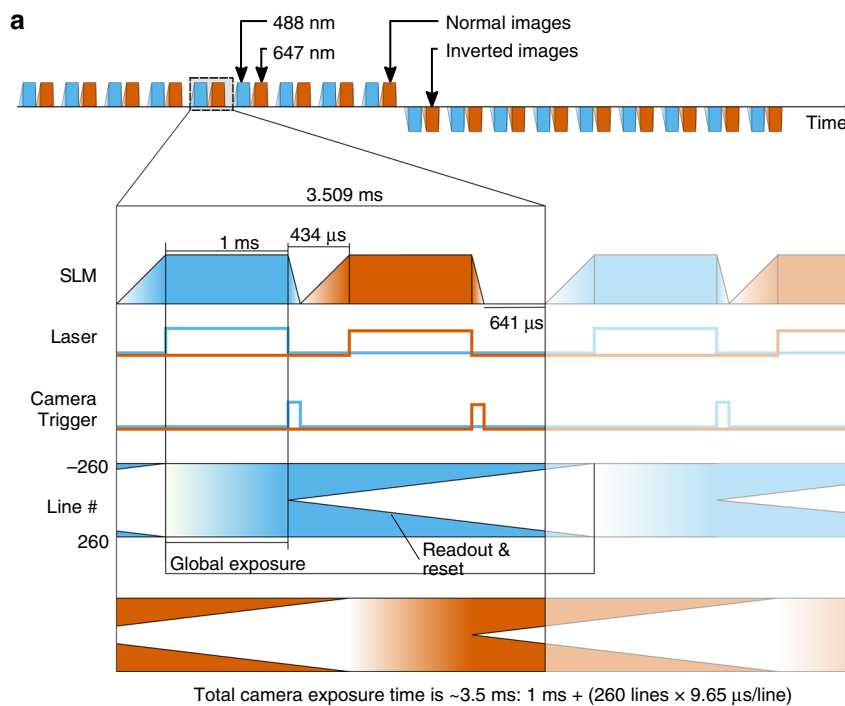 a
488 nm
647 nm
Normal images
Inverted images
Time
3.509 ms
1 ms
434 µs
SLM
641 µs
Laser
Camera
Trigger
–260
Line #
260
Readout &
reset
Global exposure
Total camera exposure time is ~3.5 ms: 1 ms + (260 lines × 9.65 µs/line)